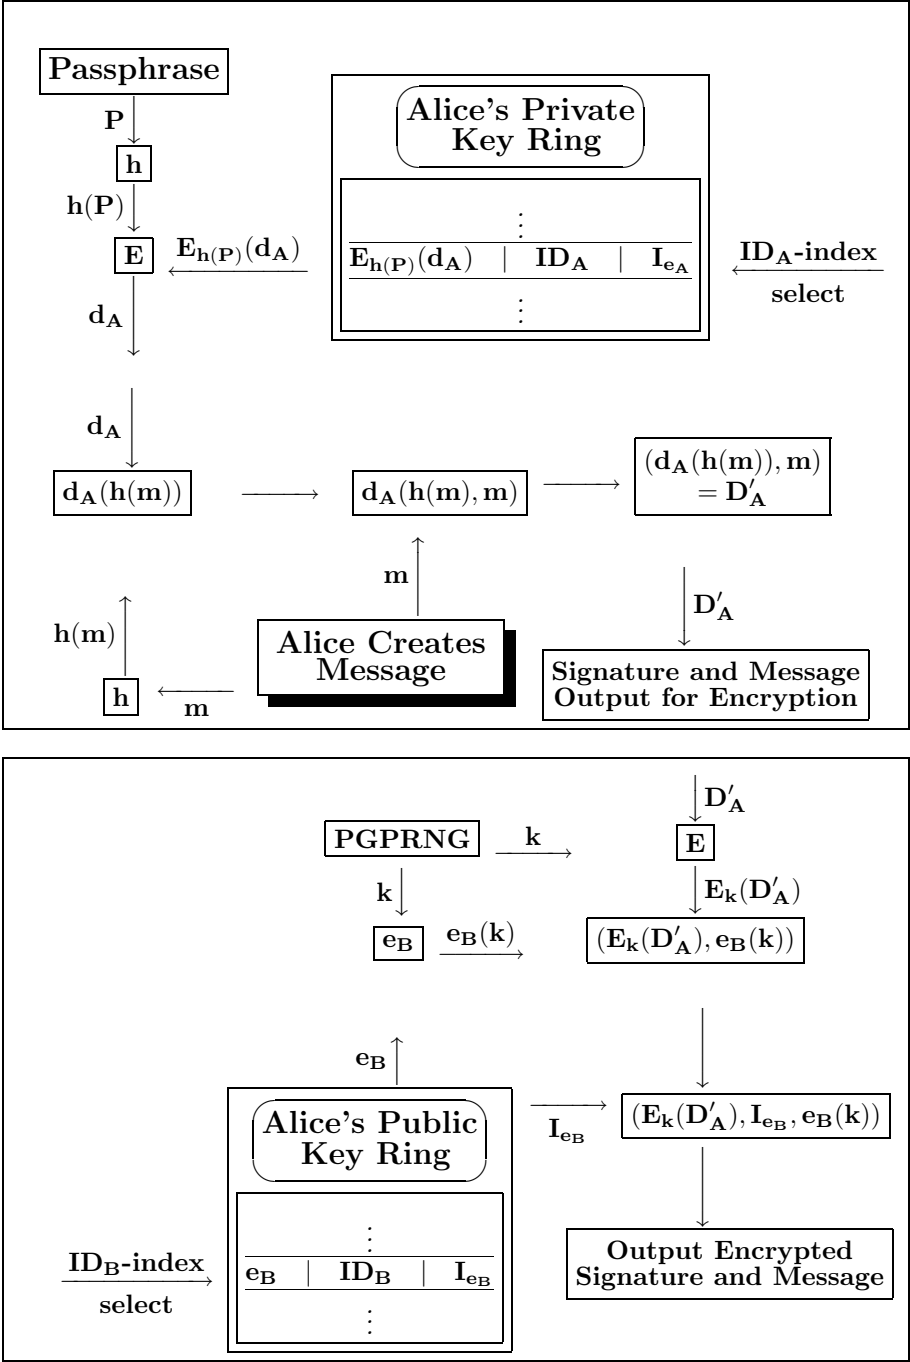 Passphrase
P
h
h(P)
E
E_{h(P)}(d_A)
d_A
Alice's Private
Key Ring
⋮
E_{h(P)}(d_A) | ID_A | I_{e_A}
⋮
ID_A-index
select
d_A
d_A(h(m))
d_A(h(m), m)
(d_A(h(m)), m)
= D′_A
m
h(m)
h
m
Alice Creates
Message
D′_A
Signature and Message
Output for Encryption
D′_A
PGPRNG
k
E
k
E_k(D′_A)
e_B
e_B(k)
(E_k(D′_A), e_B(k))
e_B
Alice's Public
Key Ring
I_{e_B}
(E_k(D′_A), I_{e_B}, e_B(k))
⋮
ID_B-index
select
e_B | ID_B | I_{e_B}
⋮
Output Encrypted
Signature and Message